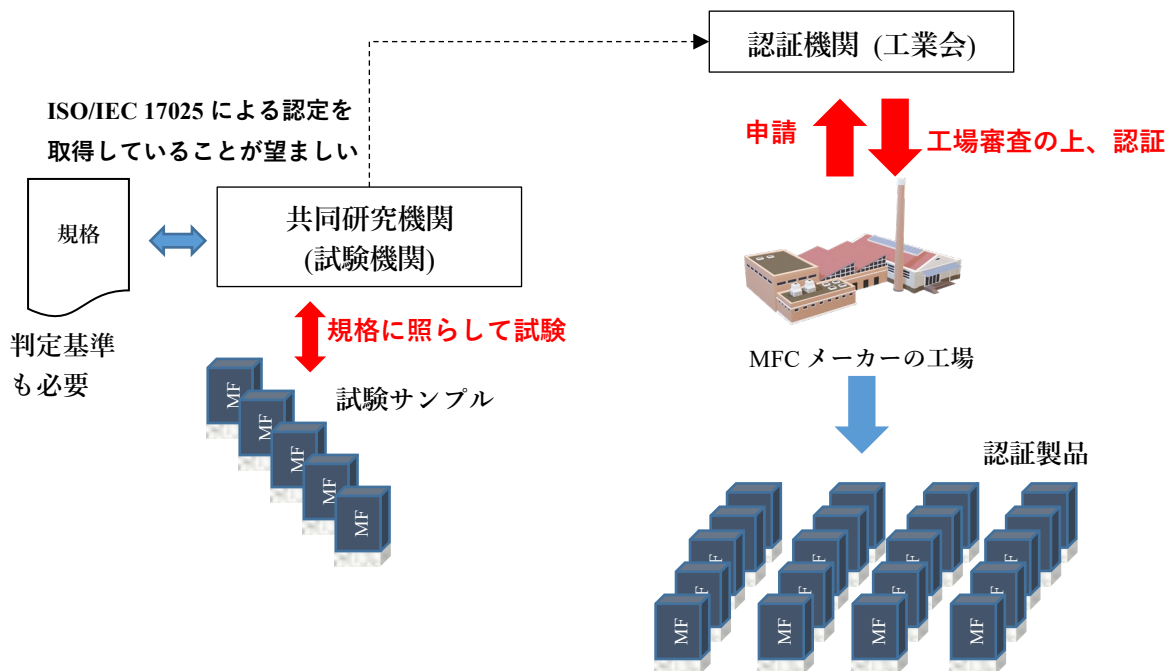 認証機関 (工業会)
ISO/IEC 17025 による認定を
取得していることが望ましい
申請
工場審査の上、認証
規格
共同研究機関
(試験機関)
判定基準
も必要
規格に照らして試験
MFC メーカーの工場
試験サンプル
MF
MF
MF
MF
MF
認証製品
F
F
F
F
F
F
F
F
MF
MF
MF
MF